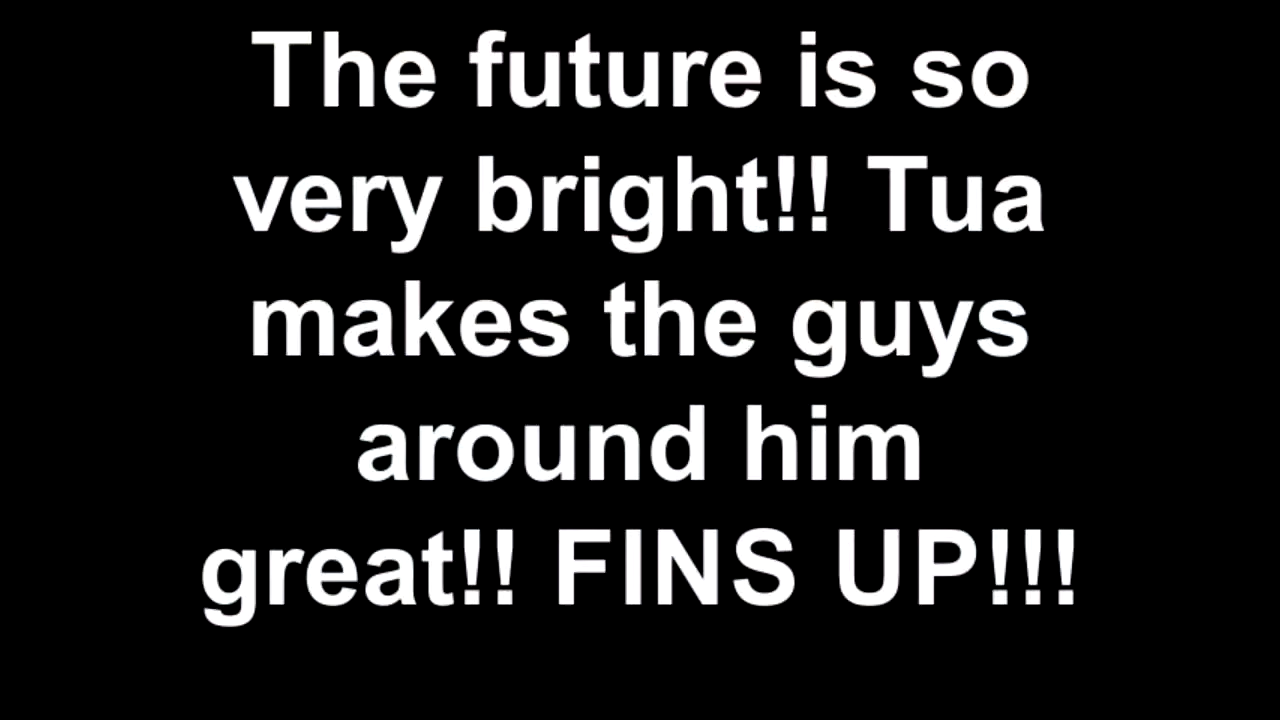 The future is so
very bright!! Tua
makes the guys
around him
great!! FINS UP!!!